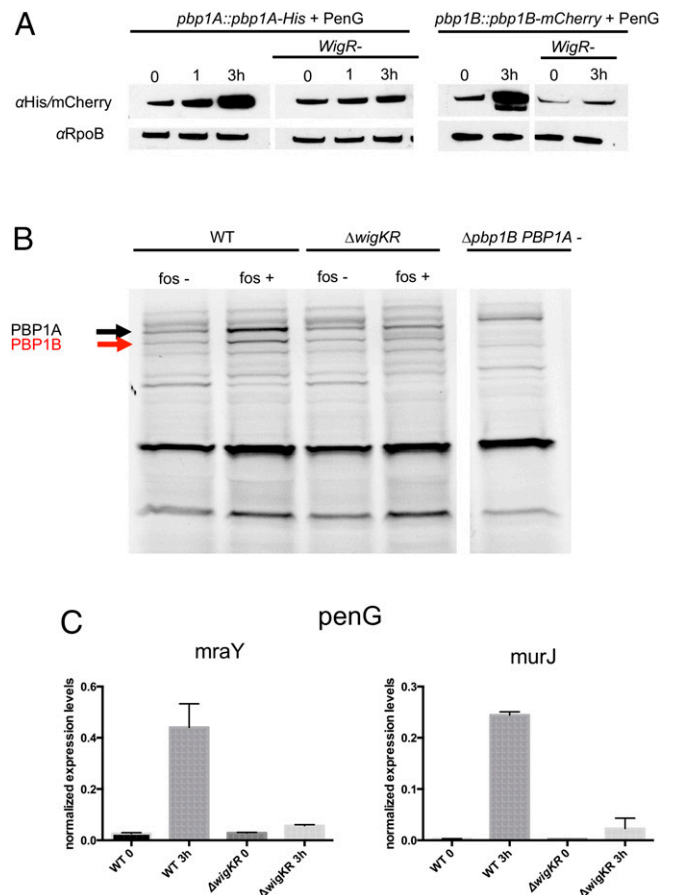 A
pbp1A::pbp1A-His + PenG
pbp1B::pbp1B-mCherry + PenG
WigR-
WigR-
0 1 3h 0 1 3h 0 3h 0 3h
αHis/mCherry
αRpoB
B
WT ΔwigKR Δpbp1B PBP1A -
fos - fos + fos - fos +
PBP1A
PBP1B
C
penG
mraY
murJ
normalized expression levels
0.6
0.4
0.2
0.0
WT 0
WT 3h
ΔwigKR 0
ΔwigKR 3h
normalized expression levels
0.3
0.2
0.1
0.0
WT 0
WT 3h
ΔwigKR 0
ΔwigKR 3h